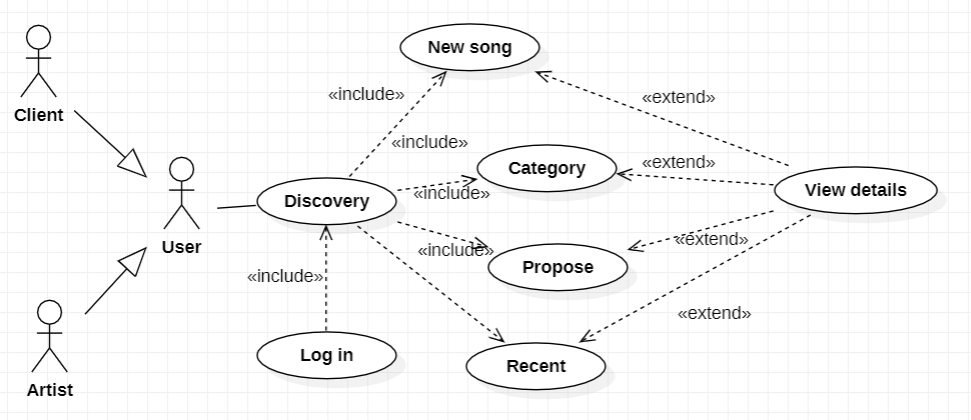 New song
«include»
«extend»
Client
«include»
Category
«extend»
«include»
View details
Discovery
User
«extend»
«include»
Propose
«include»
«extend»
Log in
Recent
Artist